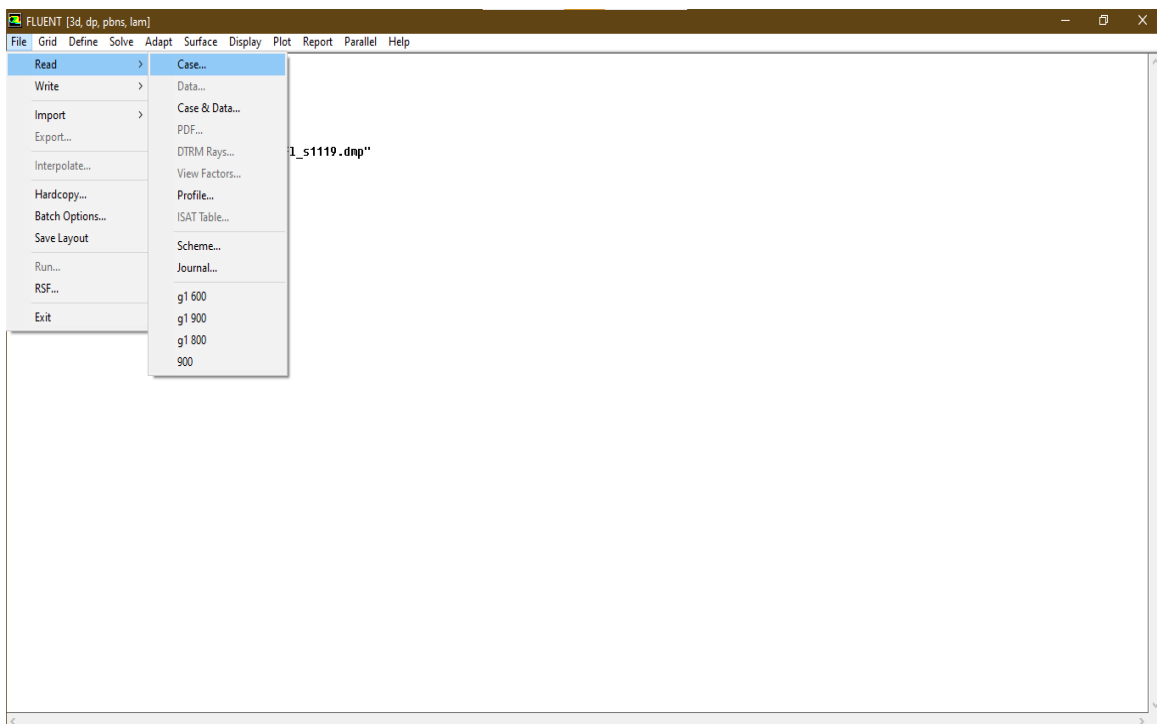 FLUENT [3d, dp, pbns, lam]
File Grid Define Solve Adapt Surface Display Plot Report Parallel Help
Read
Write
Import
Export...
Interpolate...
Hardcopy...
Batch Options...
Save Layout
Run...
RSF...
Exit
Case...
Data...
Case & Data...
PDF...
DTRM Rays...
View Factors...
Profile...
ISAT Table...
Scheme...
Journal...
g1 600
g1 900
g1 800
900
l_s1119.dmp"